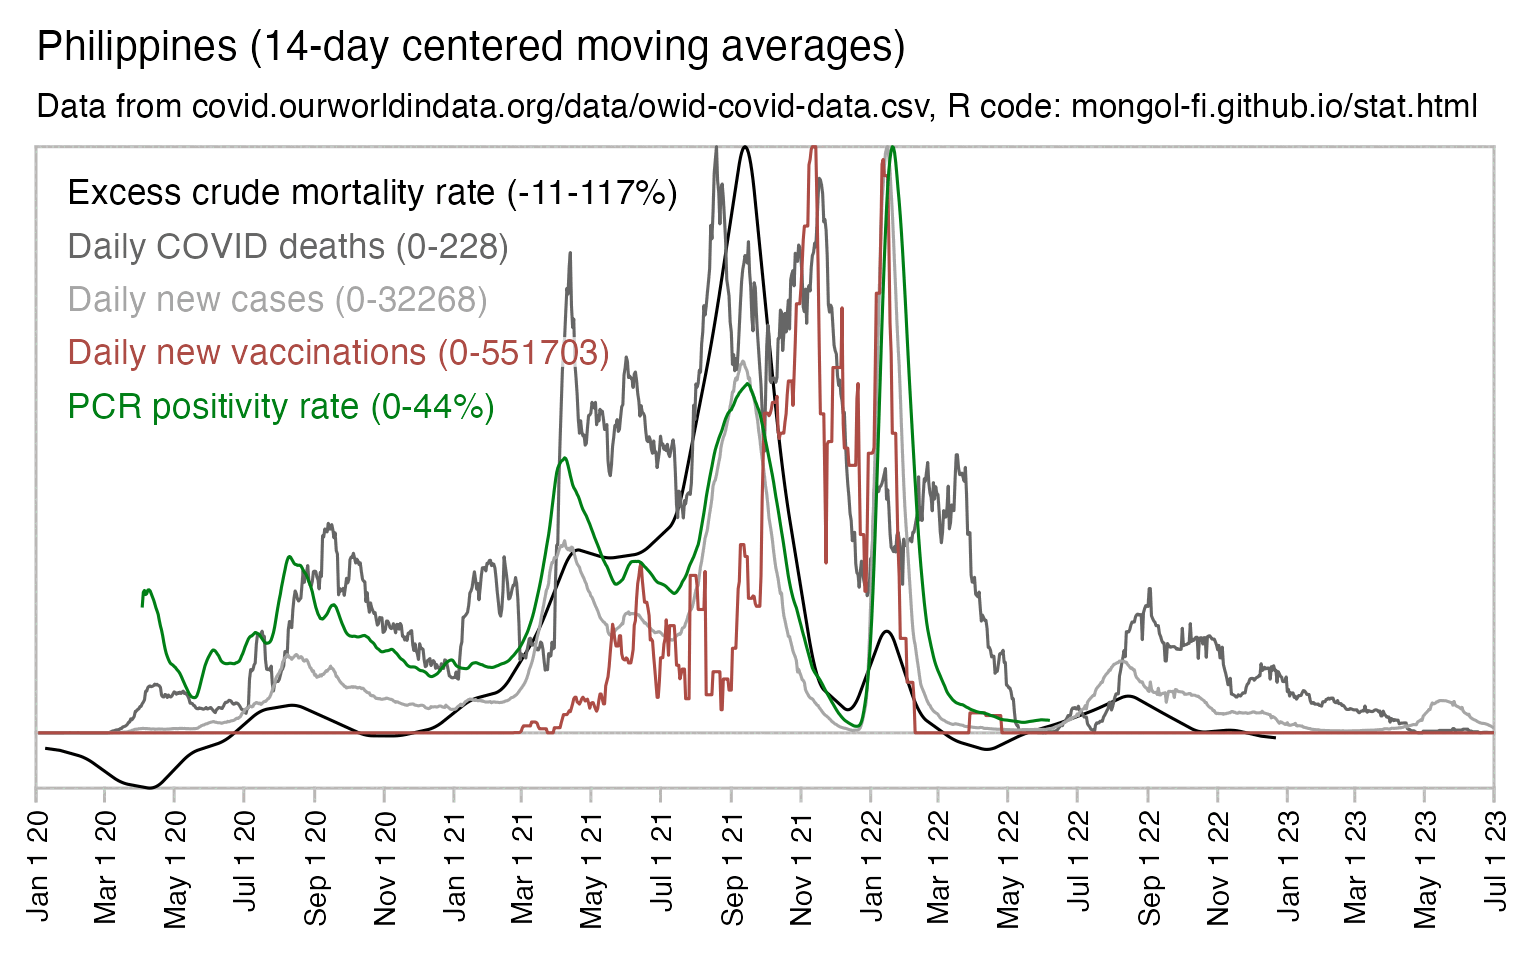 Philippines (14-day centered moving averages)
Data from covid.ourworldindata.org/data/owid-covid-data.csv, R code: mongol-fi.github.io/stat.html
Excess crude mortality rate (-11-117%)
Daily COVID deaths (0-228)
Daily new cases (0-32268)
Daily new vaccinations (0-551703)
PCR positivity rate (0-44%)
Jan 1 20
Mar 1 20
May 1 20
Jul 1 20
Sep 1 20
Nov 1 20
Jan 1 21
Mar 1 21
May 1 21
Jul 1 21
Sep 1 21
Nov 1 21
Jan 1 22
Mar 1 22
May 1 22
Jul 1 22
Sep 1 22
Nov 1 22
Jan 1 23
Mar 1 23
May 1 23
Jul 1 23